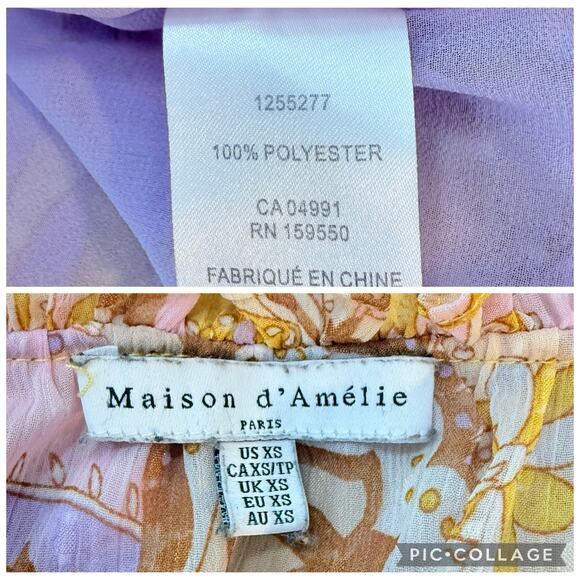 1255277
100% POLYESTER
CA 04991
RN 159550
FABRIQUÉ EN CHINE
Maison d'Amélie
PARIS
US XS
CA XS/TP
UK XS
EU XS
AU XS
PIC•COLLAGE